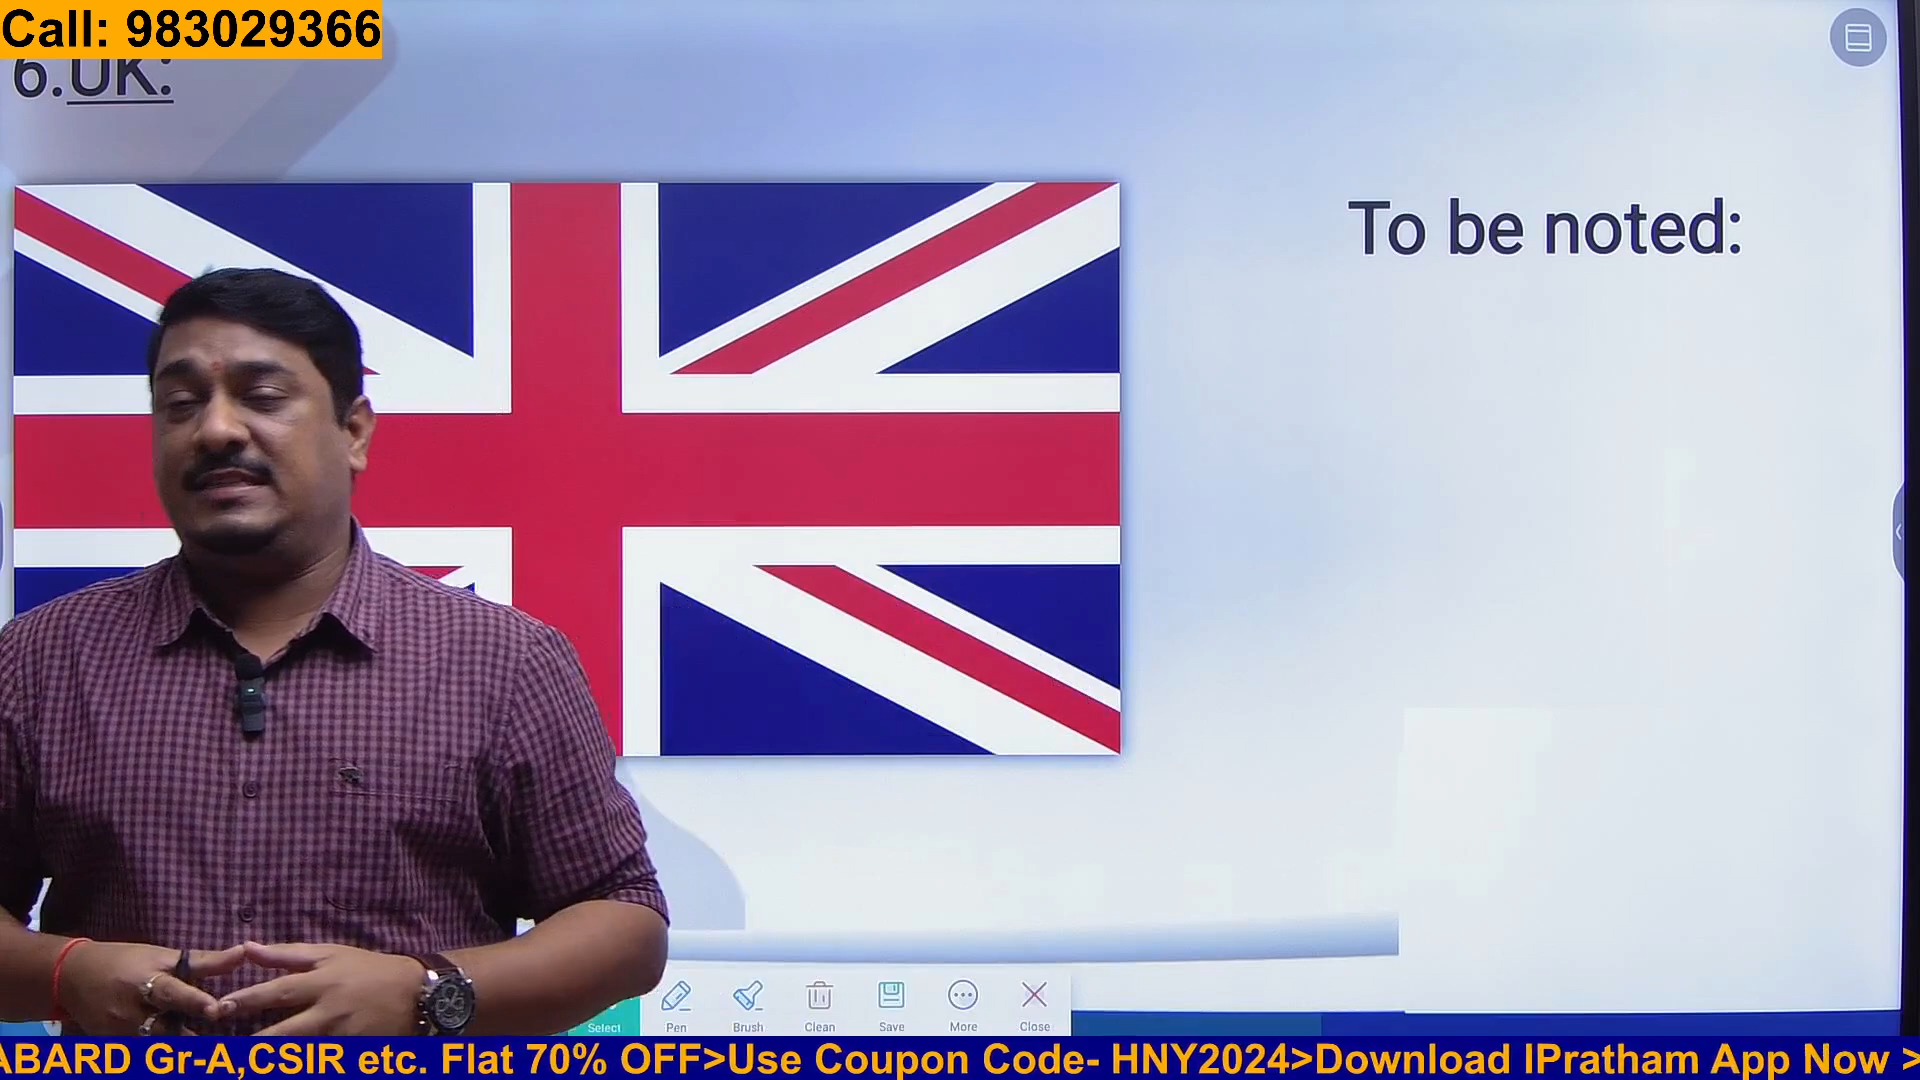 Call: 983029366
6.UK:
To be noted:
Select
Pen
Brush
Clean
Save
More
Close
ABARD Gr-A,CSIR etc. Flat 70% OFF>Use Coupon Code- HNY2024>Download IPratham App Now >